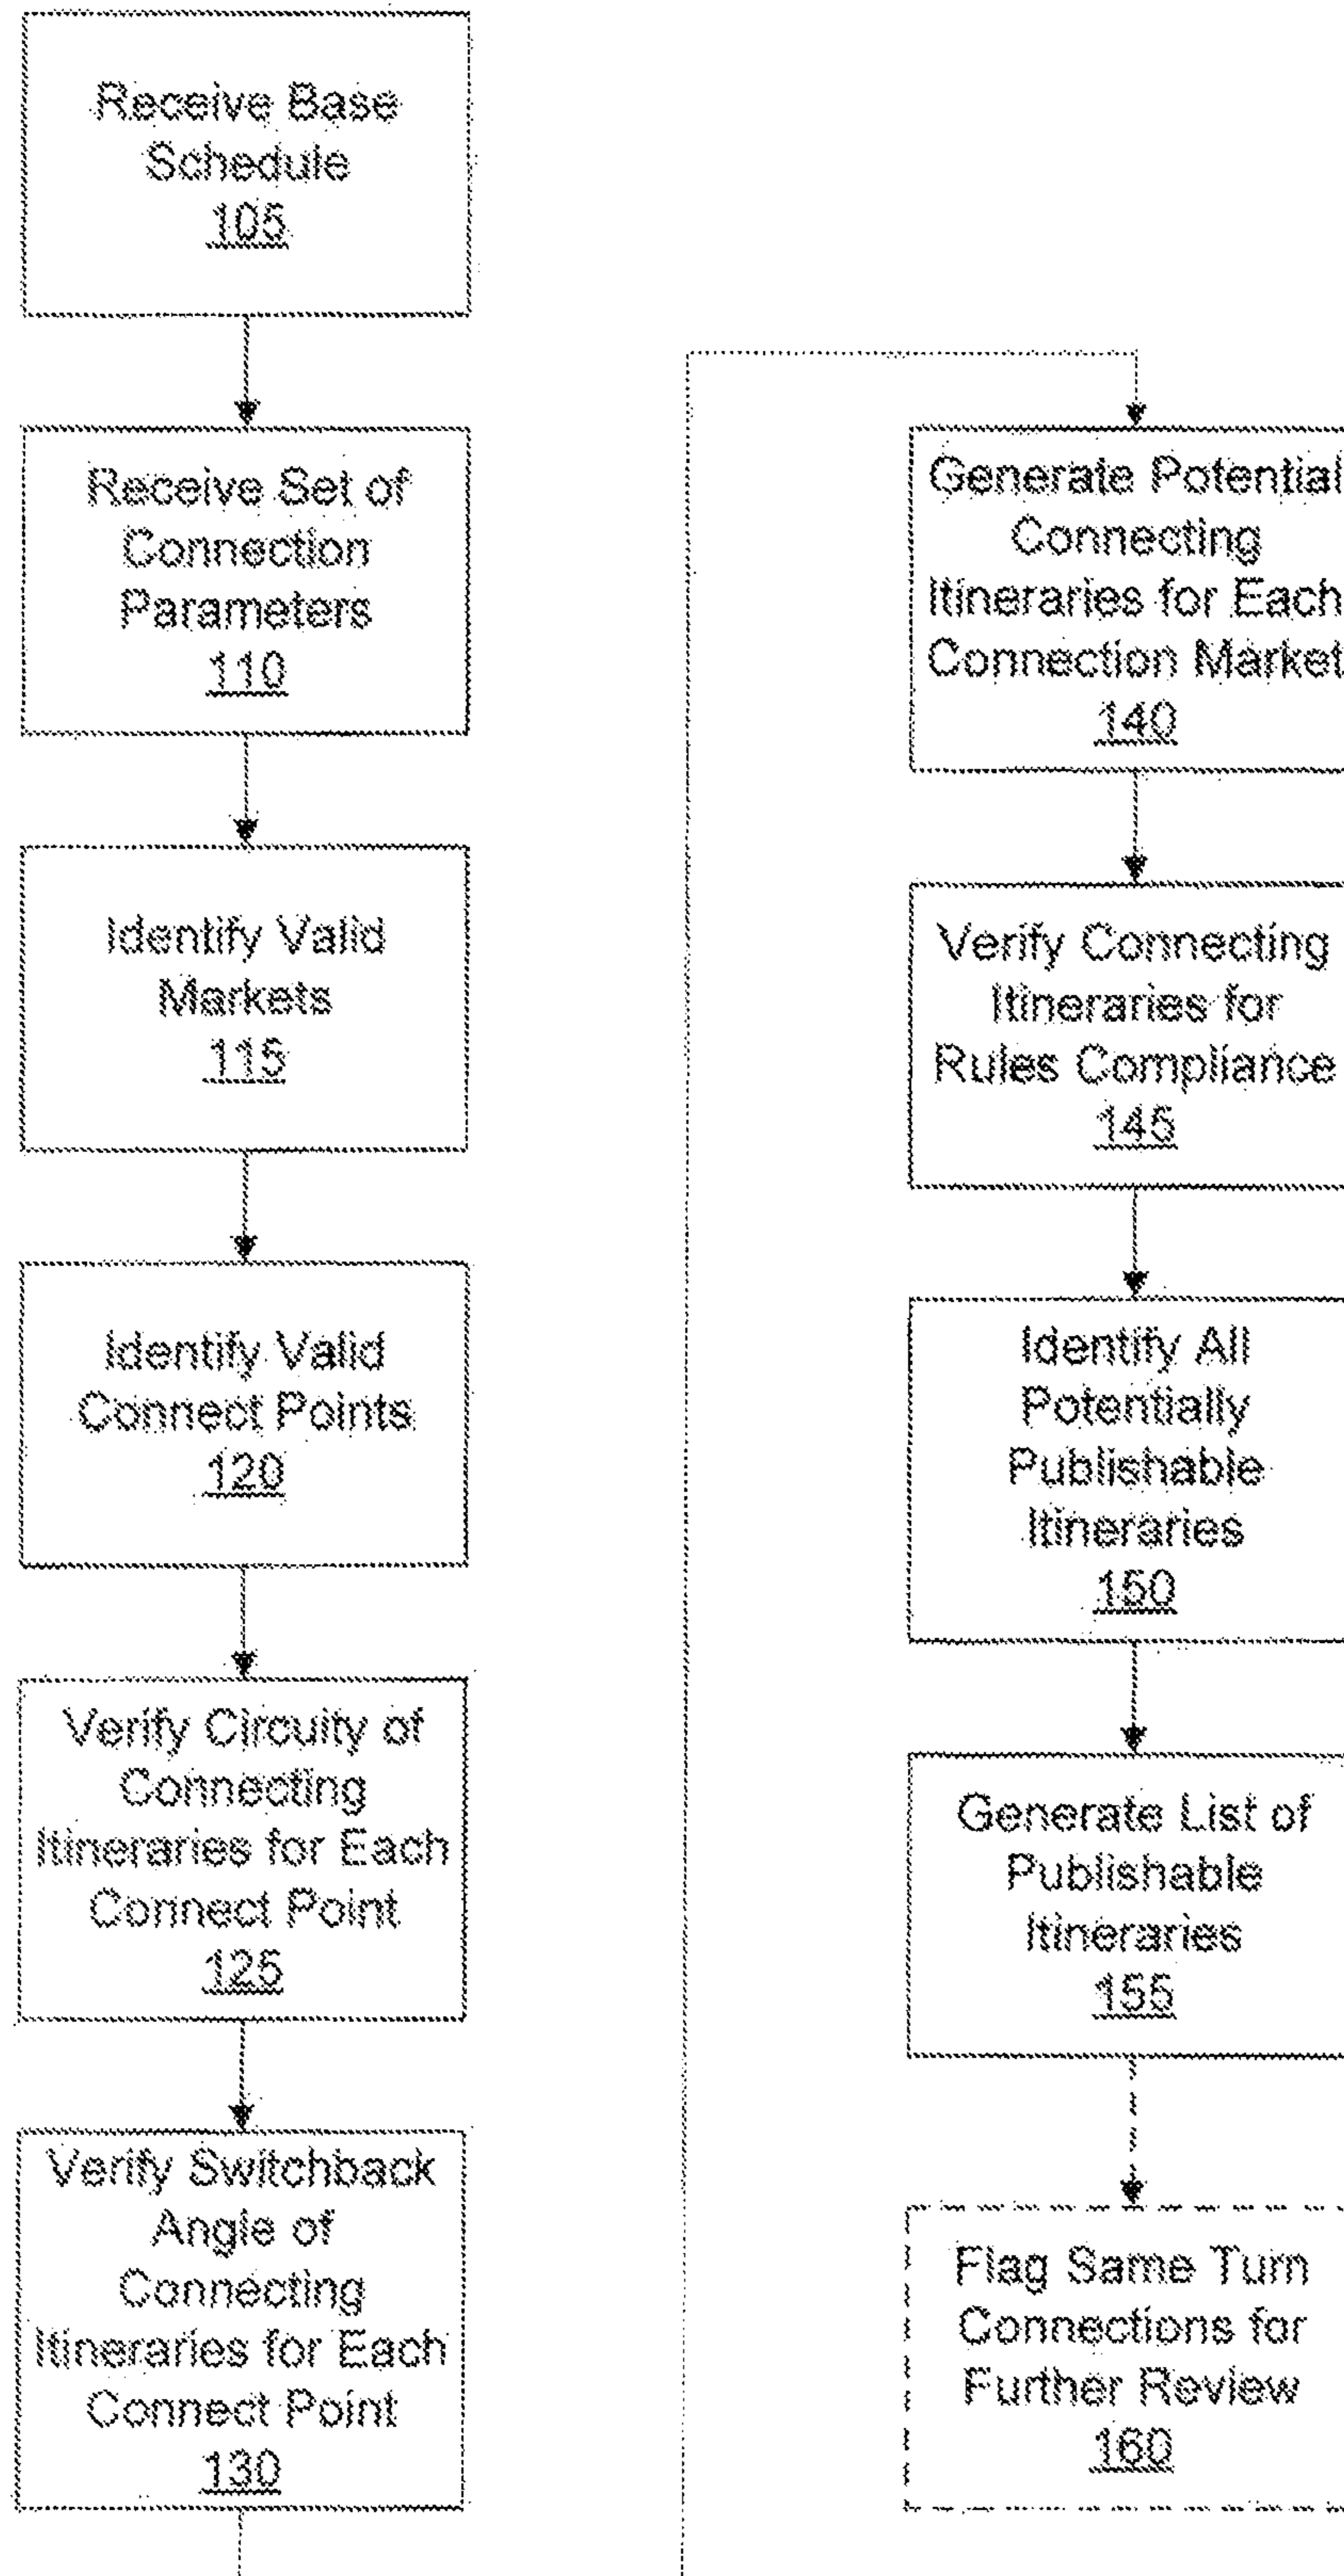 Receive Base
Schedule
105
Receive Set of
Connection
Parameters
110
Identify Valid
Markets
115
Identify Valid
Connect Points
120
Verify Circuity of
Connecting
Itineraries for Each
Connect Point
125
Verify Switchback
Angle of
Connecting
Itineraries for Each
Connect Point
130
Generate Potential
Connecting
Itineraries for Each
Connection Market
140
Verify Connecting
Itineraries for
Rules Compliance
145
Identify All
Potentially
Publishable
Itineraries
150
Generate List of
Publishable
Itineraries
155
Flag Same Turn
Connections for
Further Review
160